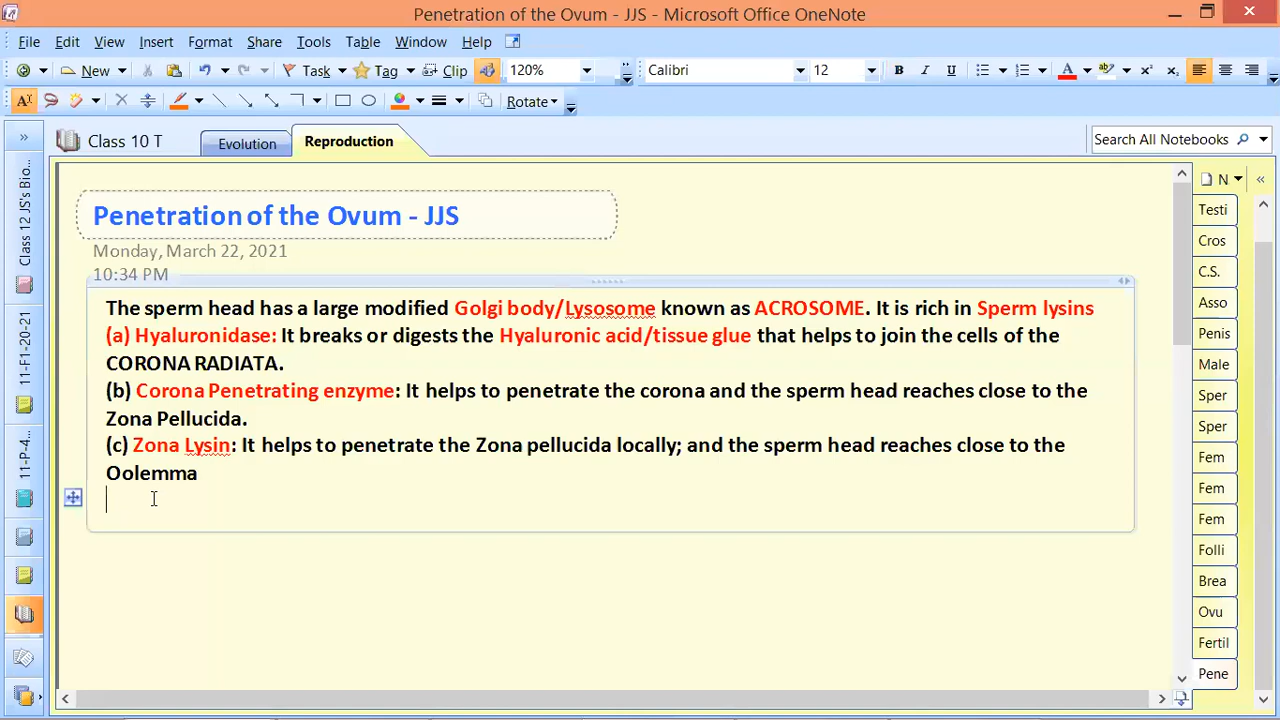 Penetration of the Ovum - JJS - Microsoft Office OneNote
File Edit View Insert Format Share Tools Table Window Help
New Task Tag Clip 120% Calibri 12 B I U
Rotate
Class 10 T Evolution Reproduction Search All Notebooks
Class 12 JS's Bio...
11-F1-20-21
11-P-4...
Penetration of the Ovum - JJS
Monday, March 22, 2021
10:34 PM
The sperm head has a large modified Golgi body/Lysosome known as ACROSOME. It is rich in Sperm lysins
(a) Hyaluronidase: It breaks or digests the Hyaluronic acid/tissue glue that helps to join the cells of the
CORONA RADIATA.
(b) Corona Penetrating enzyme: It helps to penetrate the corona and the sperm head reaches close to the
Zona Pellucida.
(c) Zona Lysin: It helps to penetrate the Zona pellucida locally; and the sperm head reaches close to the
Oolemma
N
Testi
Cros
C.S.
Asso
Penis
Male
Sper
Sper
Fem
Fem
Fem
Folli
Brea
Ovu
Fertil
Pene